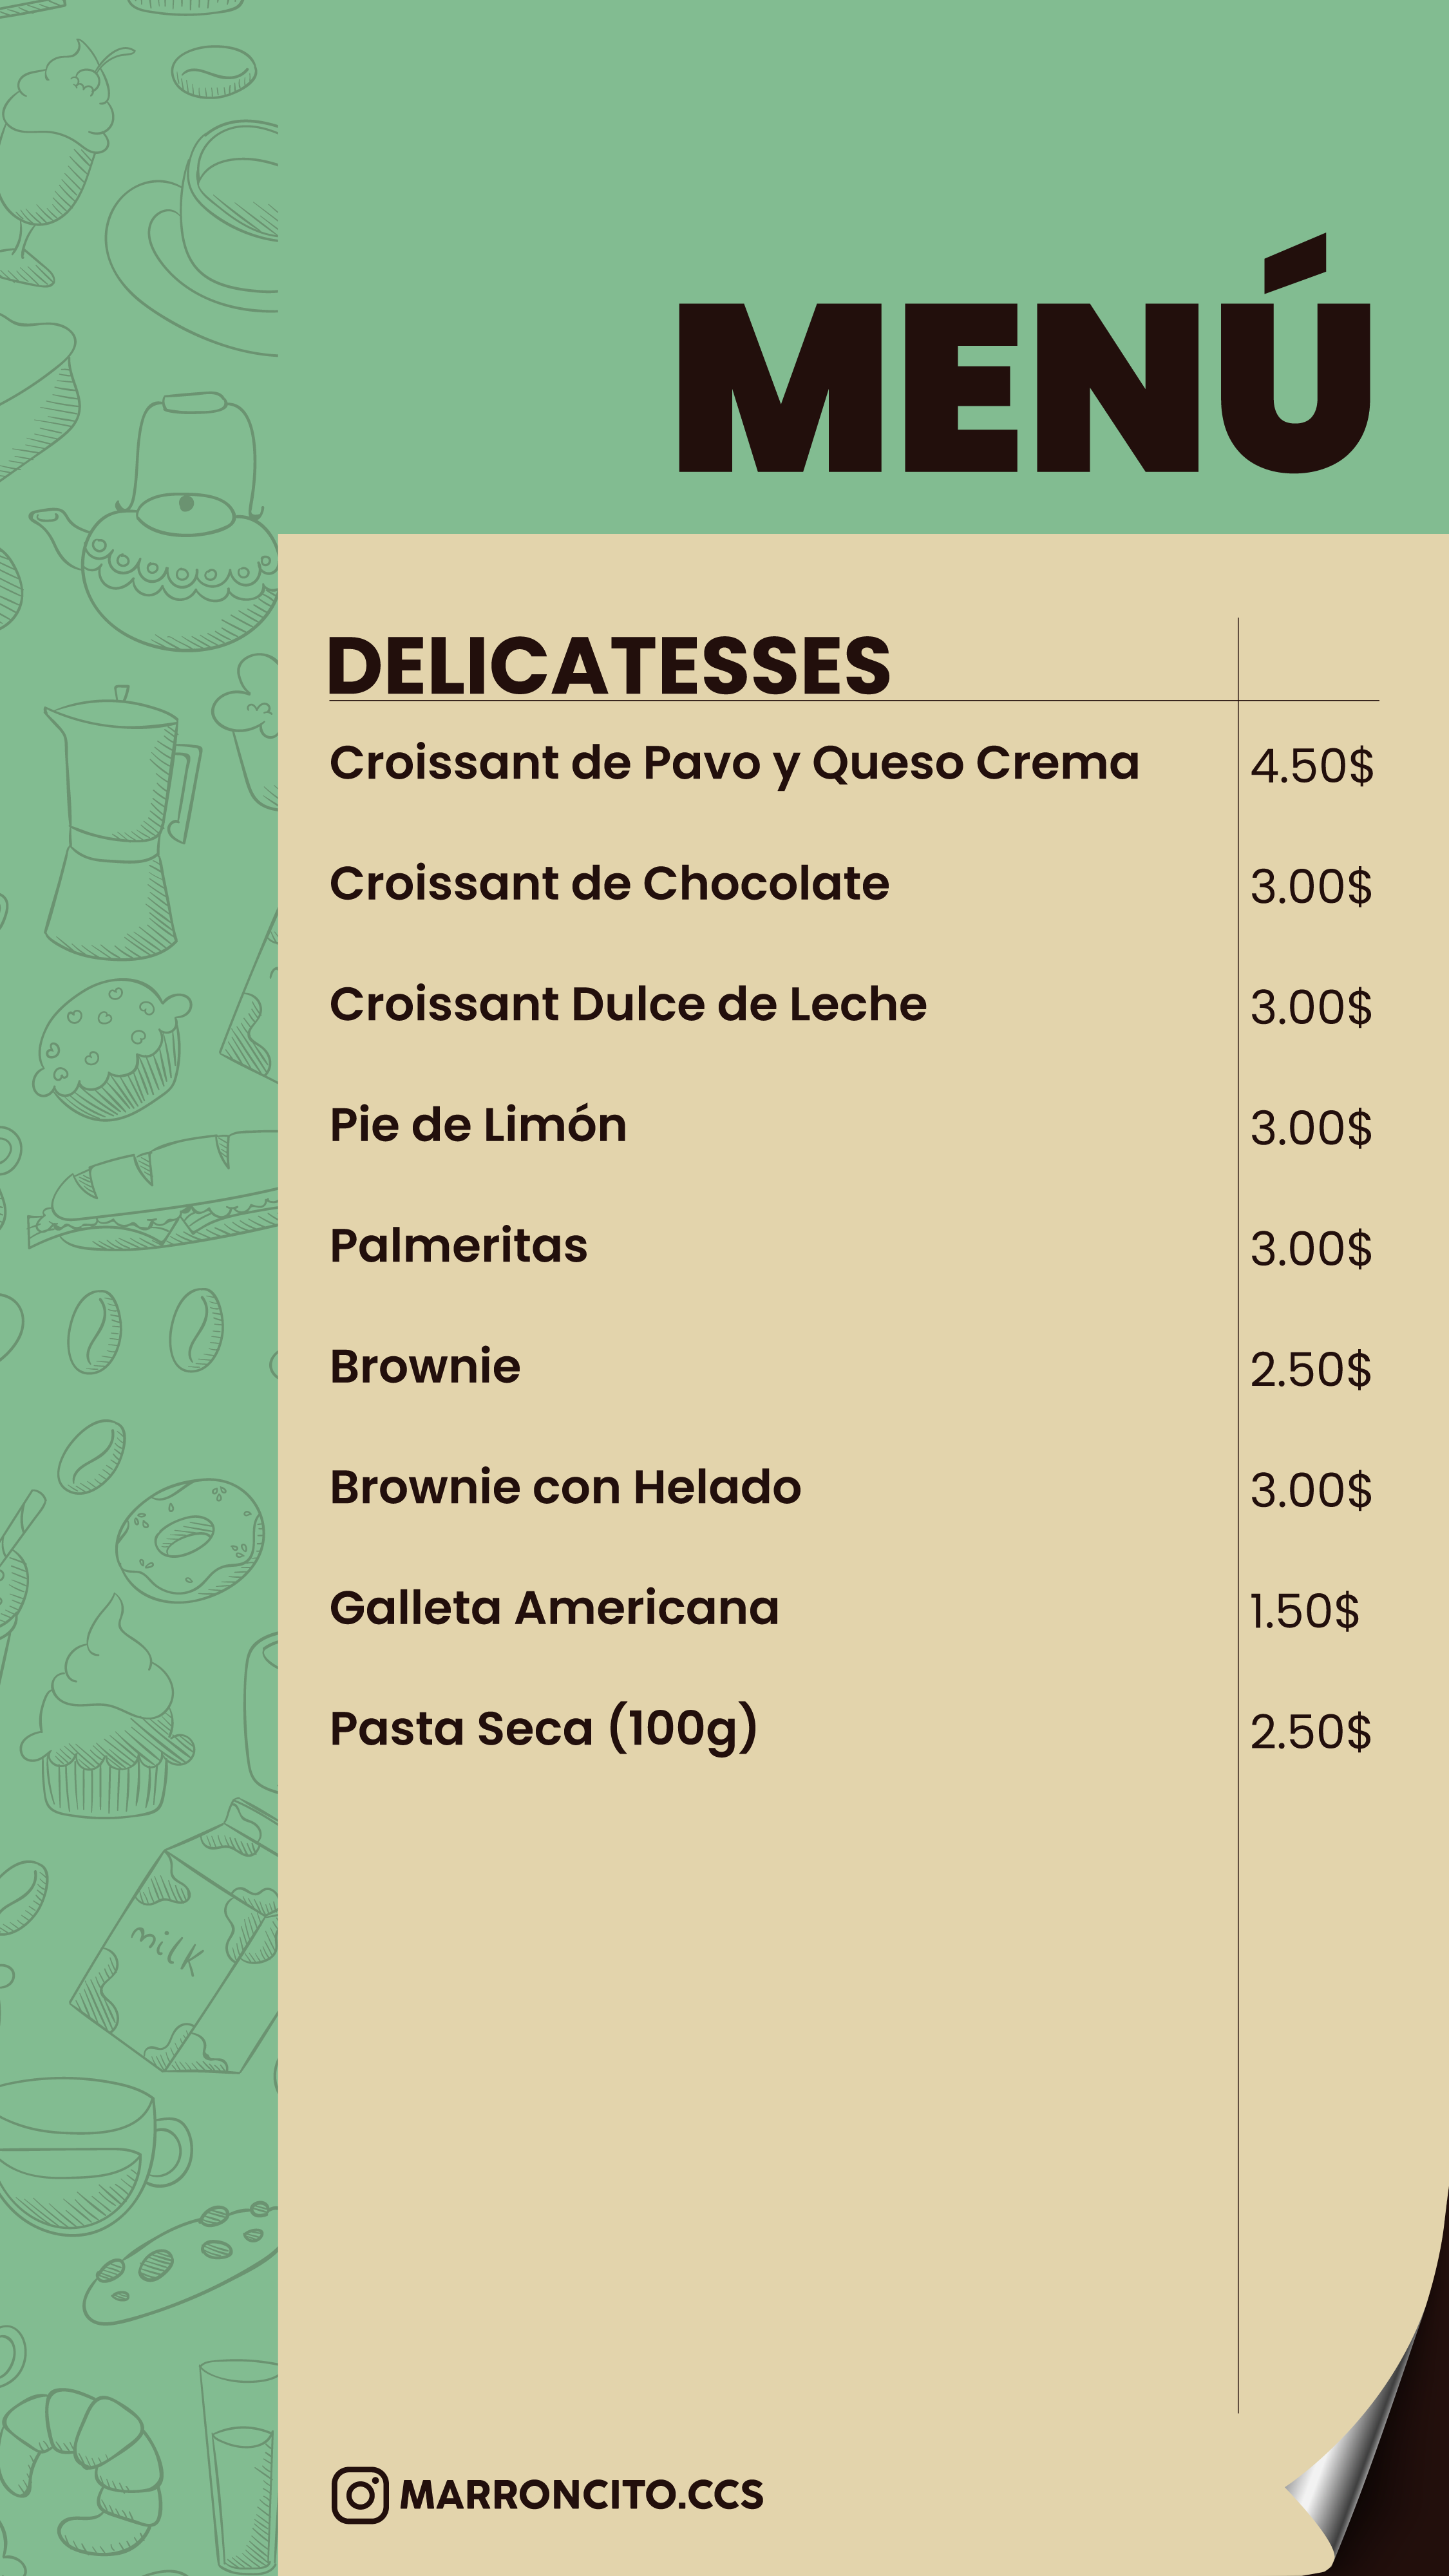 MENÚ
DELICATESSES
Croissant de Pavo y Queso Crema 4.50$
Croissant de Chocolate 3.00$
Croissant Dulce de Leche 3.00$
Pie de Limón 3.00$
Palmeritas 3.00$
Brownie 2.50$
Brownie con Helado 3.00$
Galleta Americana 1.50$
Pasta Seca (100g) 2.50$
milk
MARRONCITO.CCS